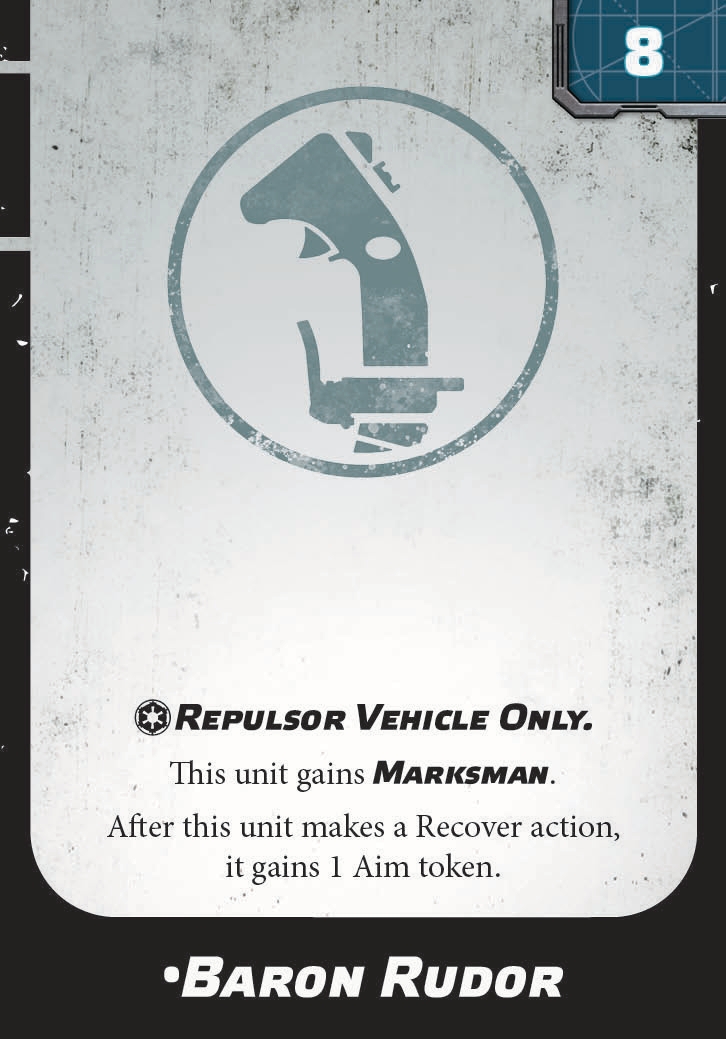 8
Repulsor Vehicle Only.
This unit gains Marksman.
After this unit makes a Recover action,
it gains 1 Aim token.
•Baron Rudor